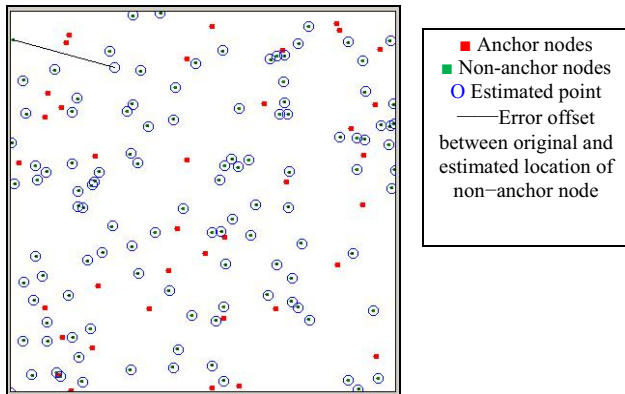 Anchor nodes
Non-anchor nodes
O Estimated point
——Error offset
between original and
estimated location of
non−anchor node